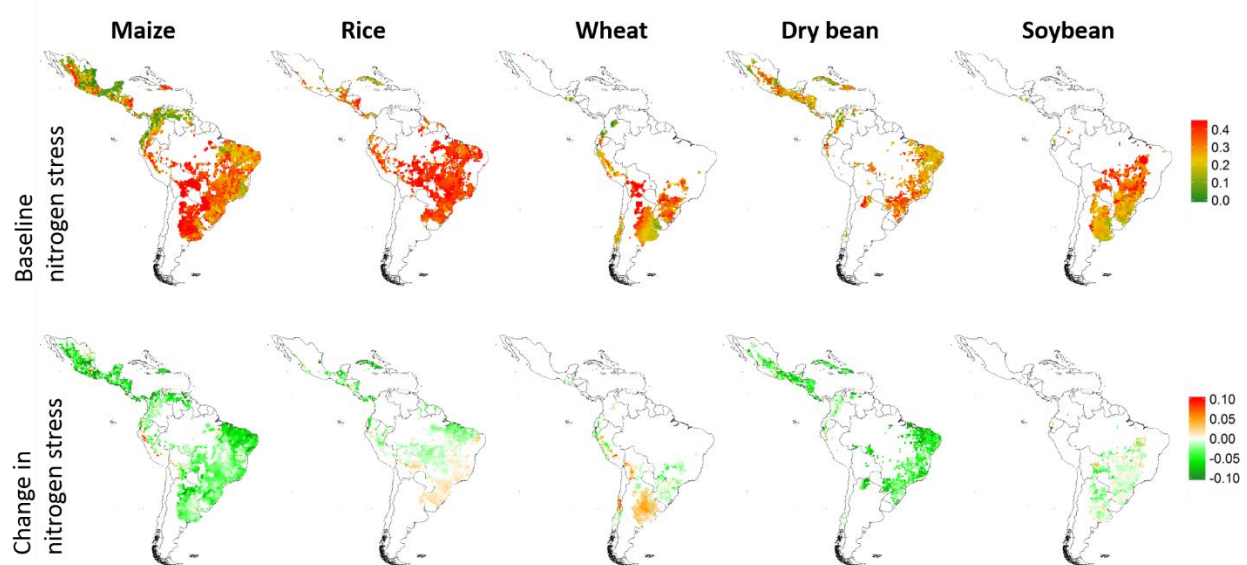 Maize Rice Wheat Dry bean Soybean
Baseline
nitrogen stress
0.4
0.3
0.2
0.1
0.0
Change in
nitrogen stress
0.10
0.05
0.00
-0.05
-0.10